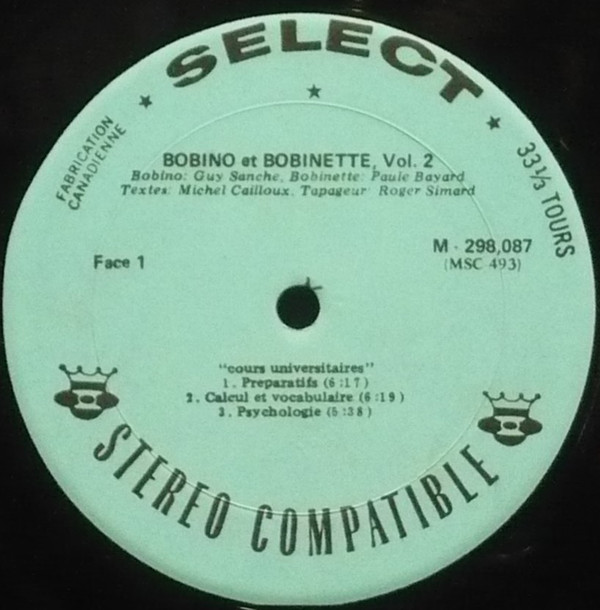 SELECT
FABRICATION
CANADIENNE
33⅓ TOURS
BOBINO et BOBINETTE, Vol. 2
Bobino: Guy Sanche, Bobinette: Paule Bayard
Textes: Michel Cailloux, Tapageur: Roger Simard
Face 1
M - 298,087
(MSC 493)
"cours universitaires"
1. Preparatifs (6:17)
2. Calcul et vocabulaire (6:19)
3. Psychologie (5:38)
STEREO COMPATIBLE